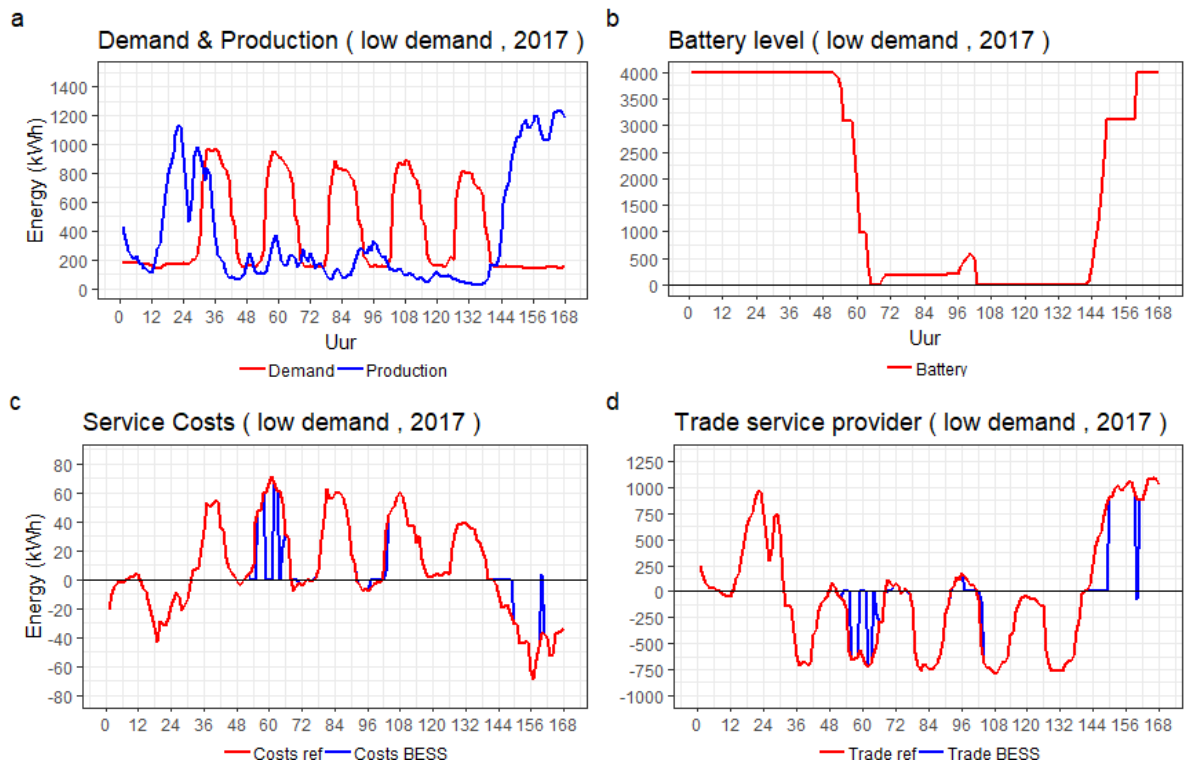 a
Demand & Production ( low demand , 2017 )
1400
1200
1000
800
600
400
200
0
Energy (kWh)
0 12 24 36 48 60 72 84 96 108 120 132 144 156 168
Uur
Demand Production
b
Battery level ( low demand , 2017 )
4000
3500
3000
2500
2000
1500
1000
500
0
0 12 24 36 48 60 72 84 96 108 120 132 144 156 168
Uur
Battery
c
Service Costs ( low demand , 2017 )
80
60
40
20
0
-20
-40
-60
-80
Energy (kWh)
0 12 24 36 48 60 72 84 96 108 120 132 144 156 168
Costs ref Costs BESS
d
Trade service provider ( low demand , 2017 )
1250
1000
750
500
250
0
-250
-500
-750
-1000
0 12 24 36 48 60 72 84 96 108 120 132 144 156 168
Trade ref Trade BESS